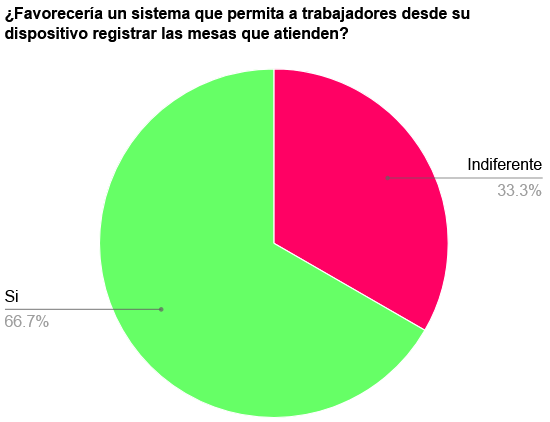 ¿Favorecería un sistema que permita a trabajadores desde su
dispositivo registrar las mesas que atienden?
Indiferente
33.3%
Si
66.7%